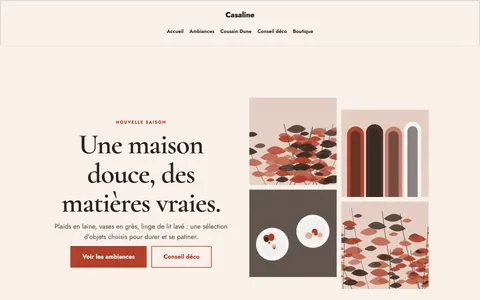 Casaline
Accueil Ambiances Coussin Dune Conseil déco Boutique
NOUVELLE SAISON
Une maison
douce, des
matières vraies.
Plaids en laine, vases en grès, linge de lit lavé : une sélection
d'objets choisis pour durer et se patiner.
Voir les ambiances Conseil déco